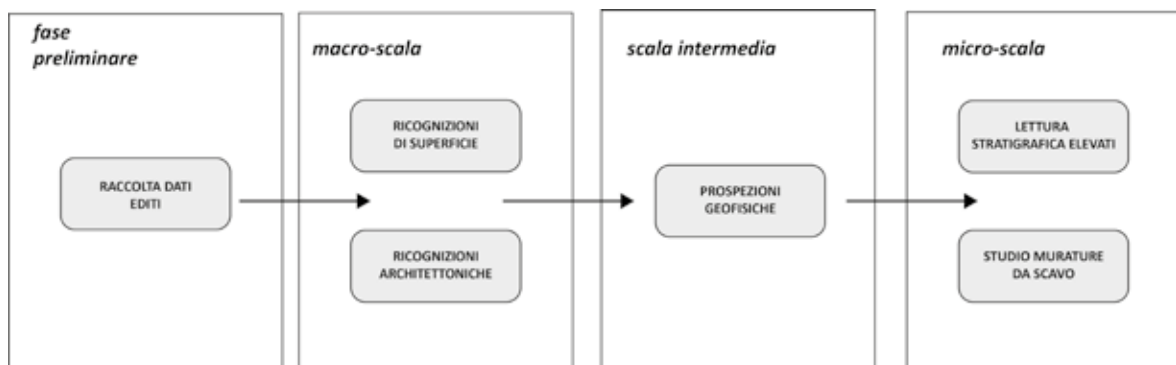 fase
preliminare
RACCOLTA DATI
EDITI
macro-scala
RICOGNIZIONI
DI SUPERFICIE
RICOGNIZIONI
ARCHITETTONICHE
scala intermedia
PROSPEZIONI
GEOFISICHE
micro-scala
LETTURA
STRATIGRAFICA ELEVATI
STUDIO MURATURE
DA SCAVO